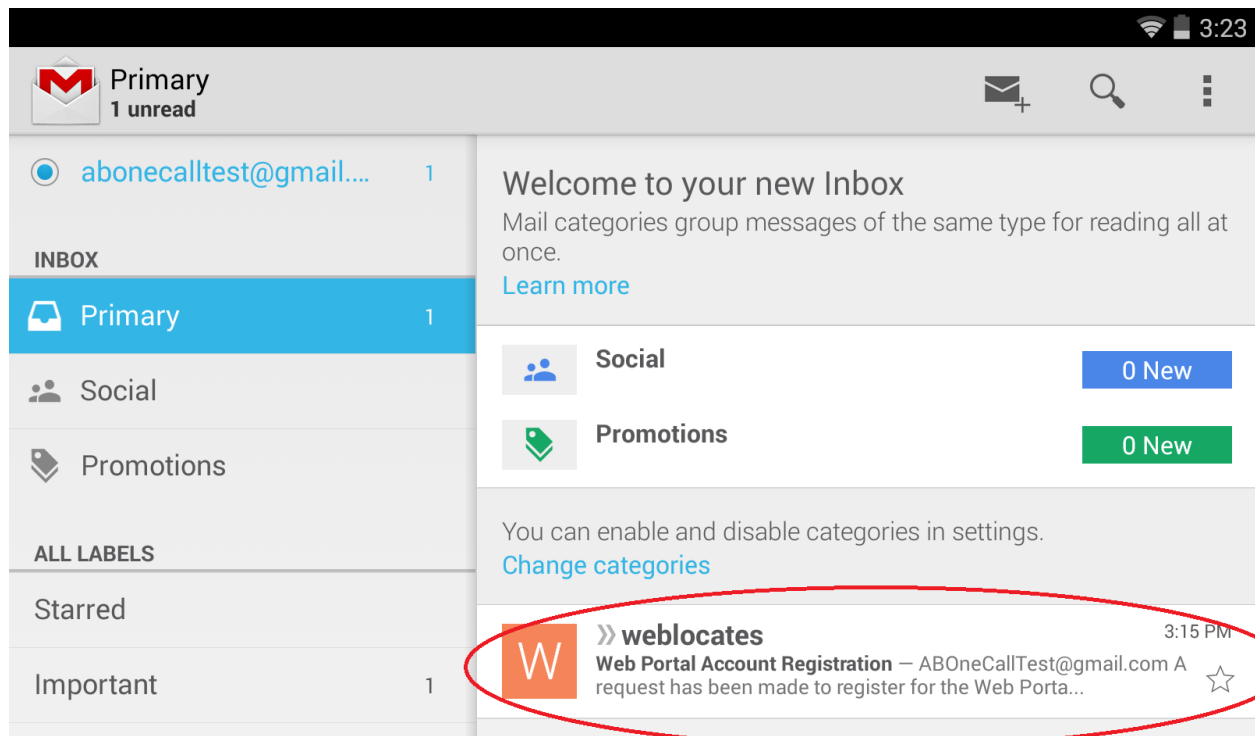 3:23
Primary
1 unread
abonecalltest@gmail.... 1
INBOX
Primary 1
Social
Promotions
ALL LABELS
Starred
Important 1
Welcome to your new Inbox
Mail categories group messages of the same type for reading all at
once.
Learn more
Social 0 New
Promotions 0 New
You can enable and disable categories in settings.
Change categories
W
weblocates 3:15 PM
Web Portal Account Registration — ABOneCallTest@gmail.com A
request has been made to register for the Web Porta...